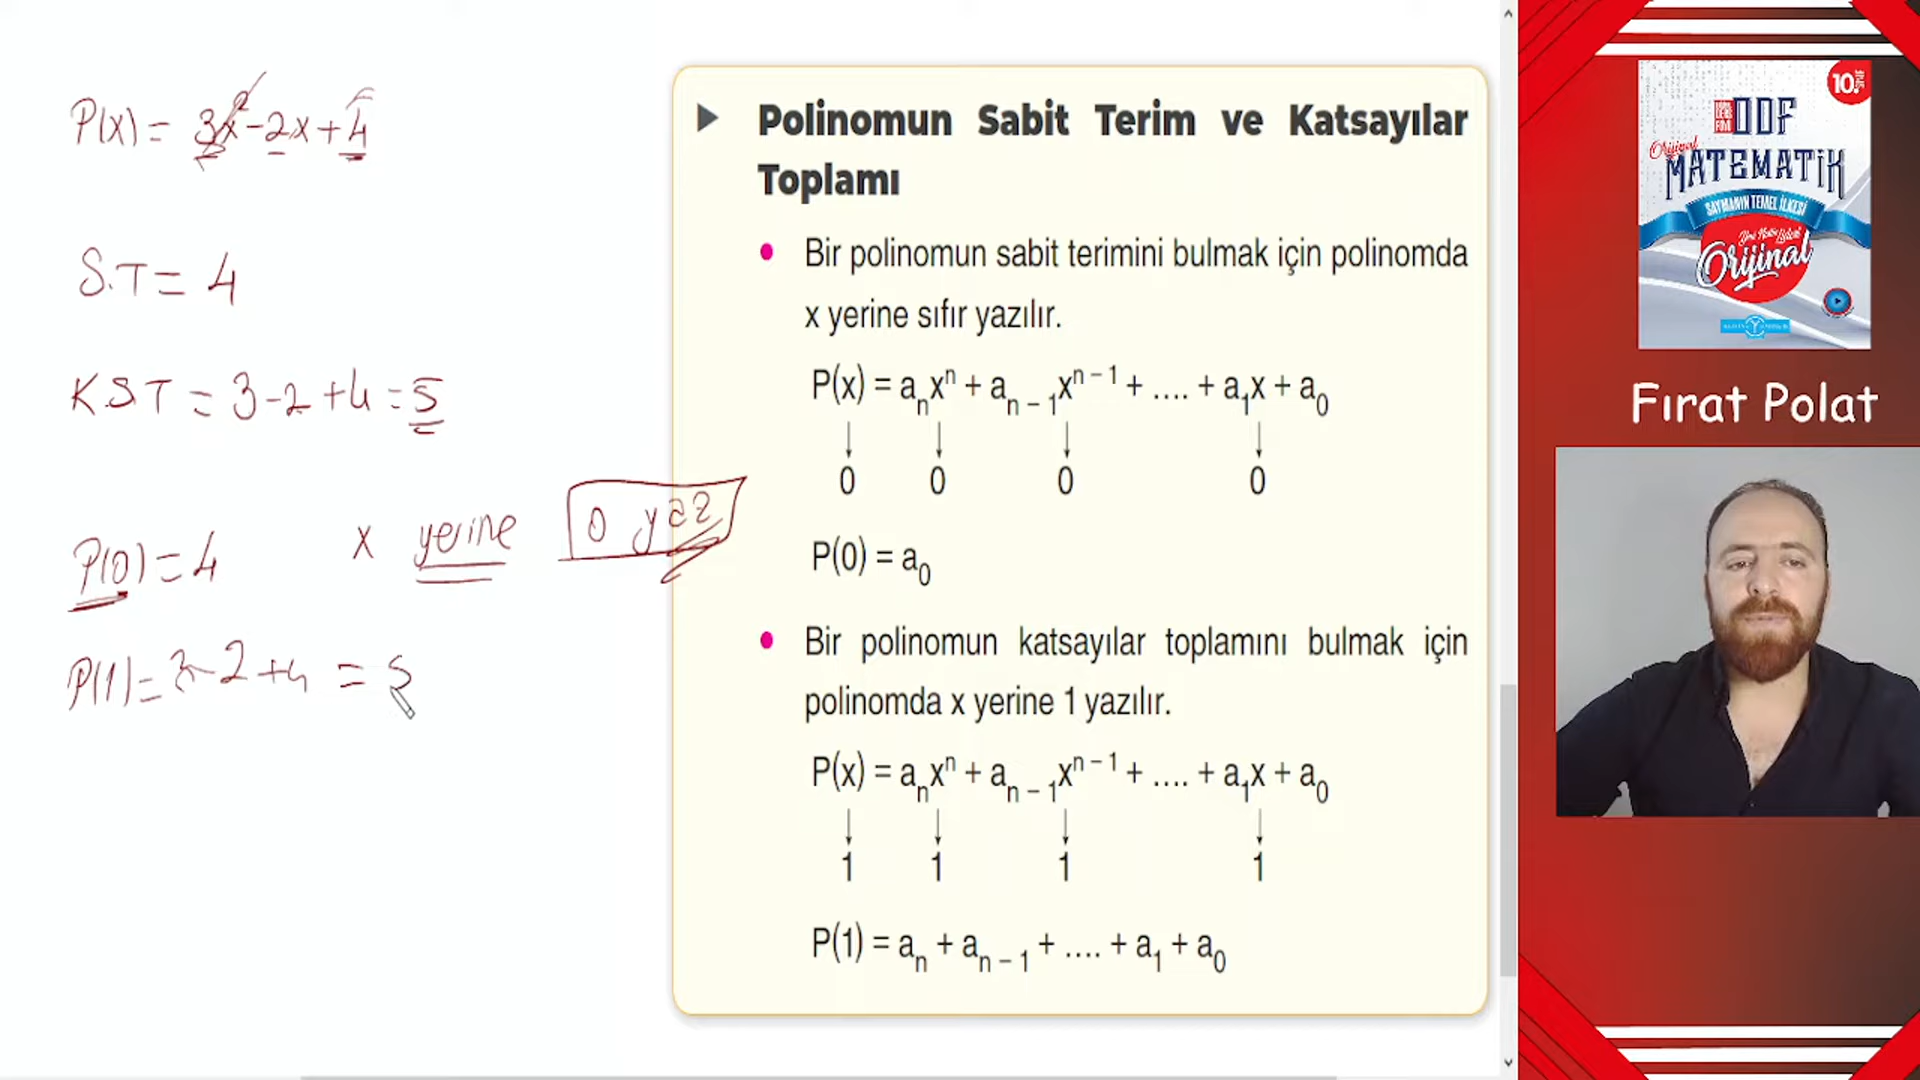 P(x) = 3x² - 2x + 4
S.T = 4
K.S.T = 3 - 2 + 4 = 5
P(0) = 4 x yerine 0 yaz
P(1) = 3 - 2 + 4 = 5
Polinomun Sabit Terim ve Katsayılar
Toplamı
• Bir polinomun sabit terimini bulmak için polinomda
x yerine sıfır yazılır.
P(x) = aₙxⁿ + aₙ₋₁xⁿ⁻¹ + .... + a₁x + a₀
↓ ↓ ↓ ↓
0 0 0 0
P(0) = a₀
• Bir polinomun katsayılar toplamını bulmak için
polinomda x yerine 1 yazılır.
P(x) = aₙxⁿ + aₙ₋₁xⁿ⁻¹ + .... + a₁x + a₀
↓ ↓ ↓ ↓
1 1 1 1
P(1) = aₙ + aₙ₋₁ + .... + a₁ + a₀
10.
ODF
Orijinal
MATEMATİK
SAYMANIN TEMEL İLKESİ
Orijinal
Fırat Polat